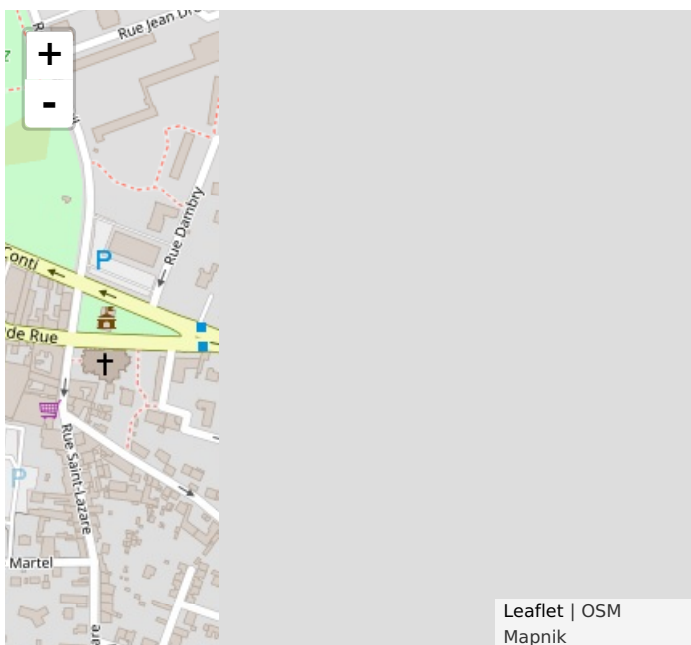 Rue Jean
+
-
Rue Dambry
Conti
de Rue
P
P
Rue Saint-Lazare
Martel
Leaflet | OSM
Mapnik